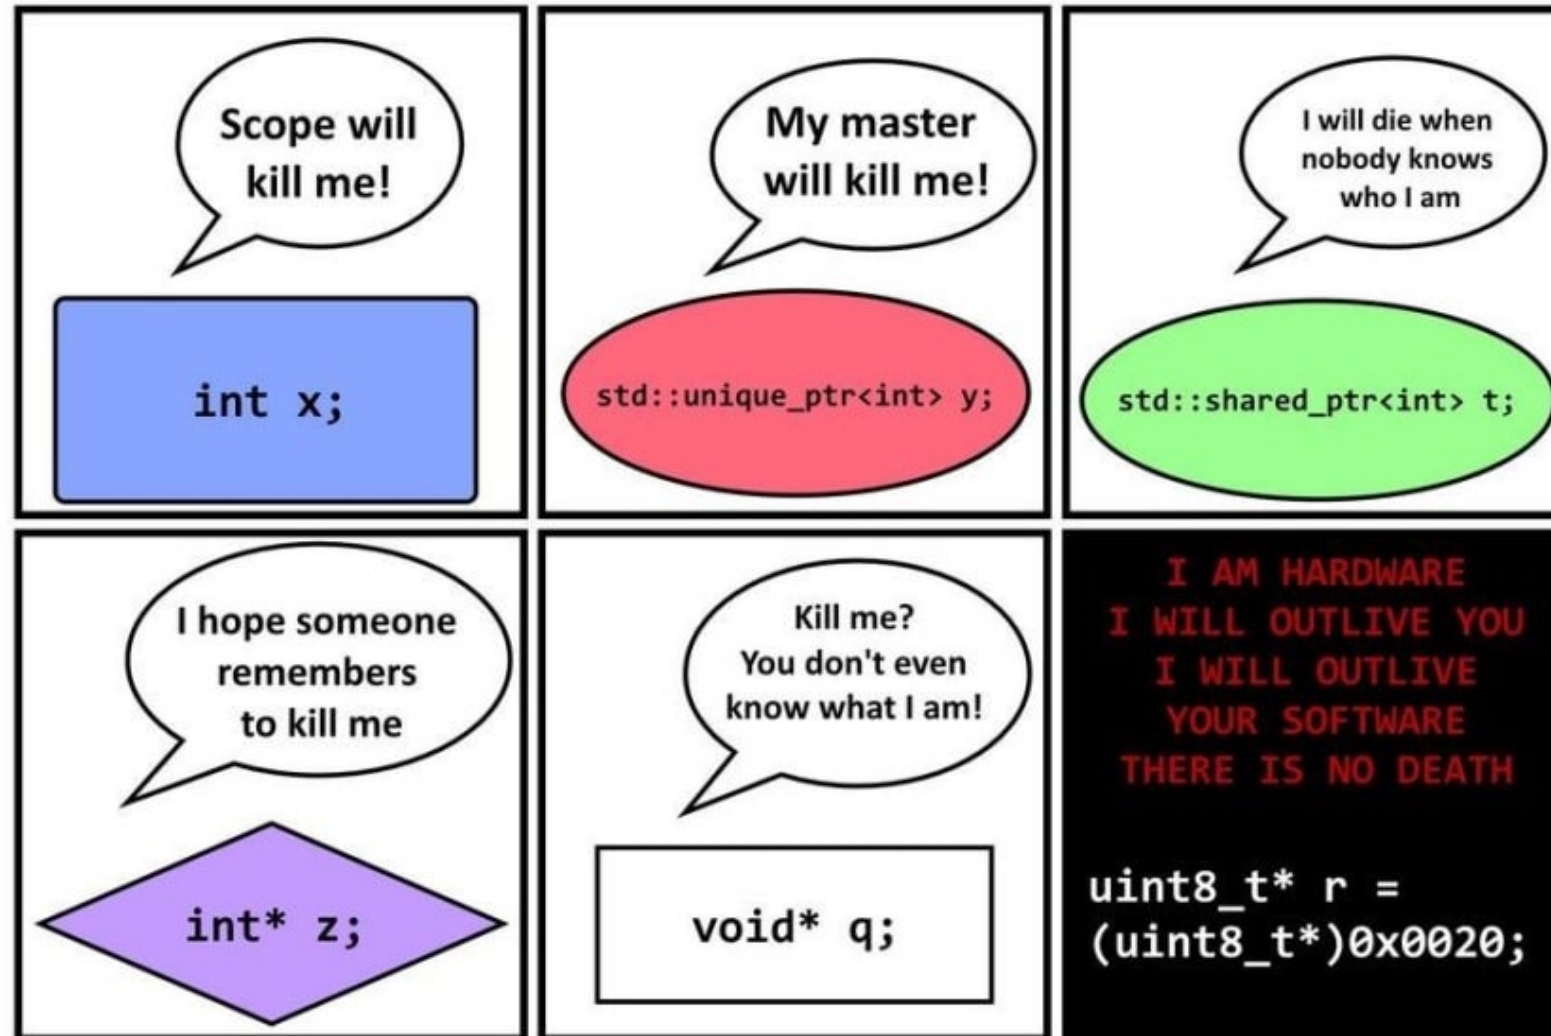 Scope will
kill me!
int x;
My master
will kill me!
std::unique_ptr<int> y;
I will die when
nobody knows
who I am
std::shared_ptr<int> t;
I hope someone
remembers
to kill me
int* z;
Kill me?
You don't even
know what I am!
void* q;
I AM HARDWARE
I WILL OUTLIVE YOU
I WILL OUTLIVE
YOUR SOFTWARE
THERE IS NO DEATH
uint8_t* r =
(uint8_t*)0x0020;